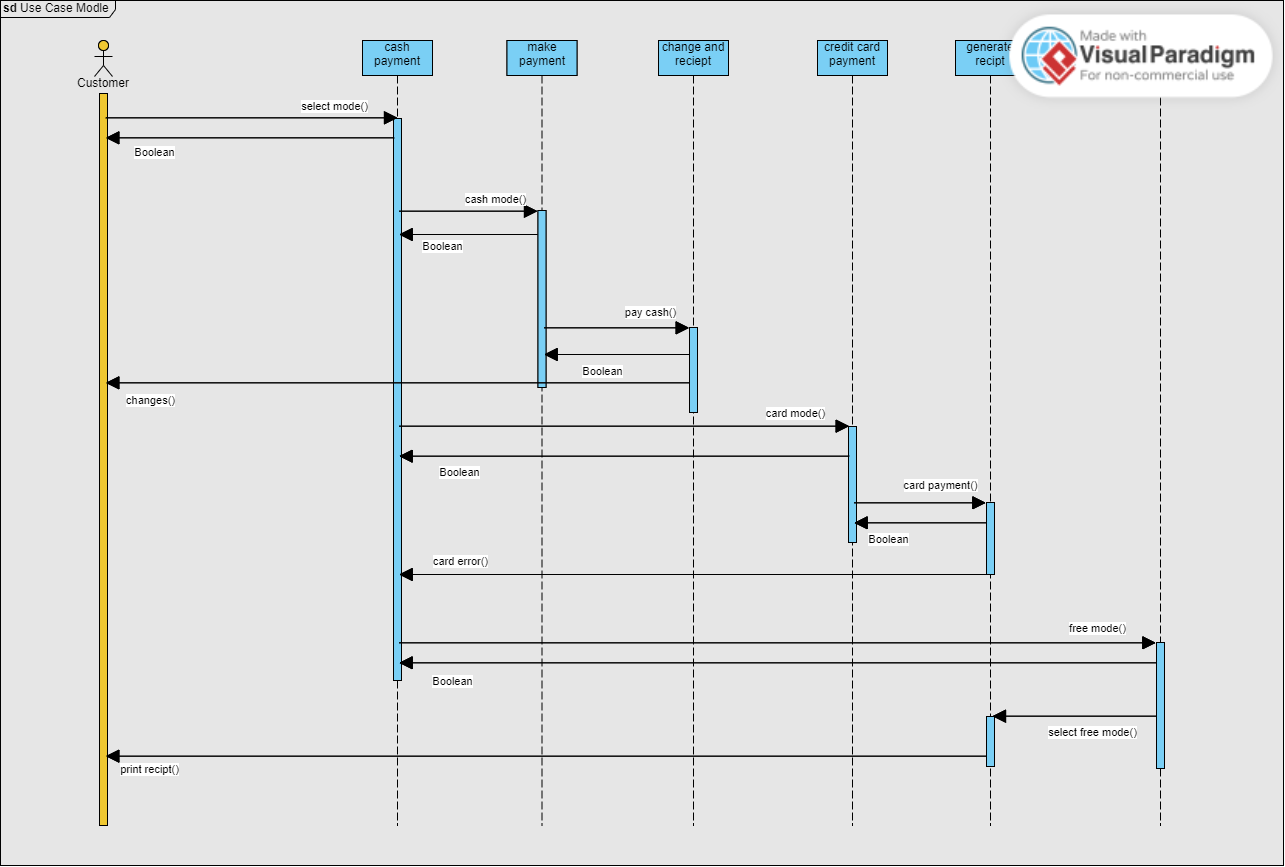 sd Use Case Modle
Made with
Visual Paradigm
For non-commercial use
Customer
cash
payment
make
payment
change and
reciept
credit card
payment
generate
recipt
select mode()
Boolean
cash mode()
Boolean
pay cash()
Boolean
changes()
card mode()
Boolean
card payment()
Boolean
card error()
free mode()
Boolean
select free mode()
print recipt()